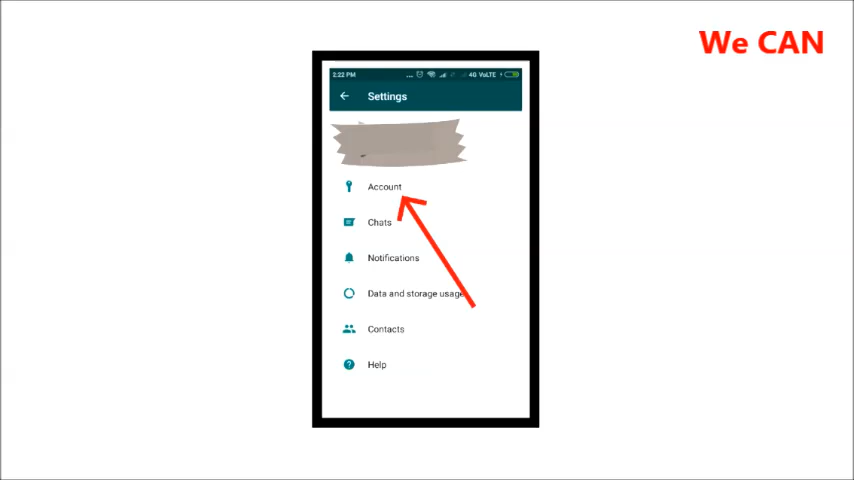 We CAN
2:22 PM ... 4G VoLTE
Settings
Account
Chats
Notifications
Data and storage usage
Contacts
Help